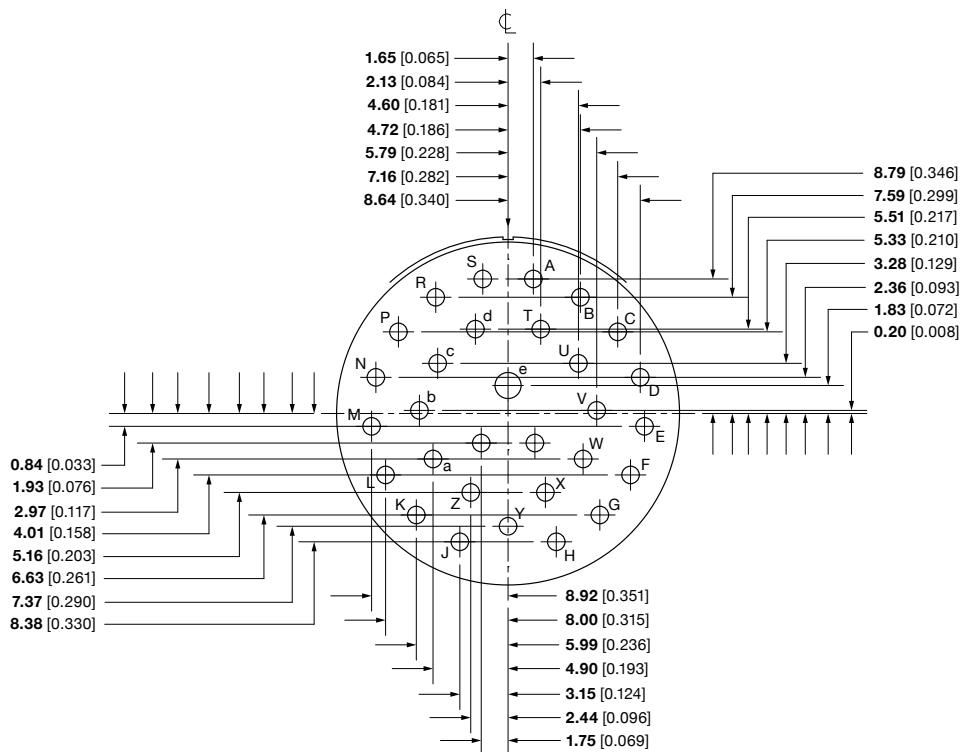 ℄
1.65 [0.065]
2.13 [0.084]
4.60 [0.181]
4.72 [0.186]
5.79 [0.228]
7.16 [0.282]
8.64 [0.340]
8.79 [0.346]
7.59 [0.299]
5.51 [0.217]
5.33 [0.210]
3.28 [0.129]
2.36 [0.093]
1.83 [0.072]
0.20 [0.008]
S
A
R
B
P
d
T
C
c
U
N
e
D
b
V
M
E
W
a
L
F
Z
X
K
G
Y
J
H
0.84 [0.033]
1.93 [0.076]
2.97 [0.117]
4.01 [0.158]
5.16 [0.203]
6.63 [0.261]
7.37 [0.290]
8.38 [0.330]
8.92 [0.351]
8.00 [0.315]
5.99 [0.236]
4.90 [0.193]
3.15 [0.124]
2.44 [0.096]
1.75 [0.069]